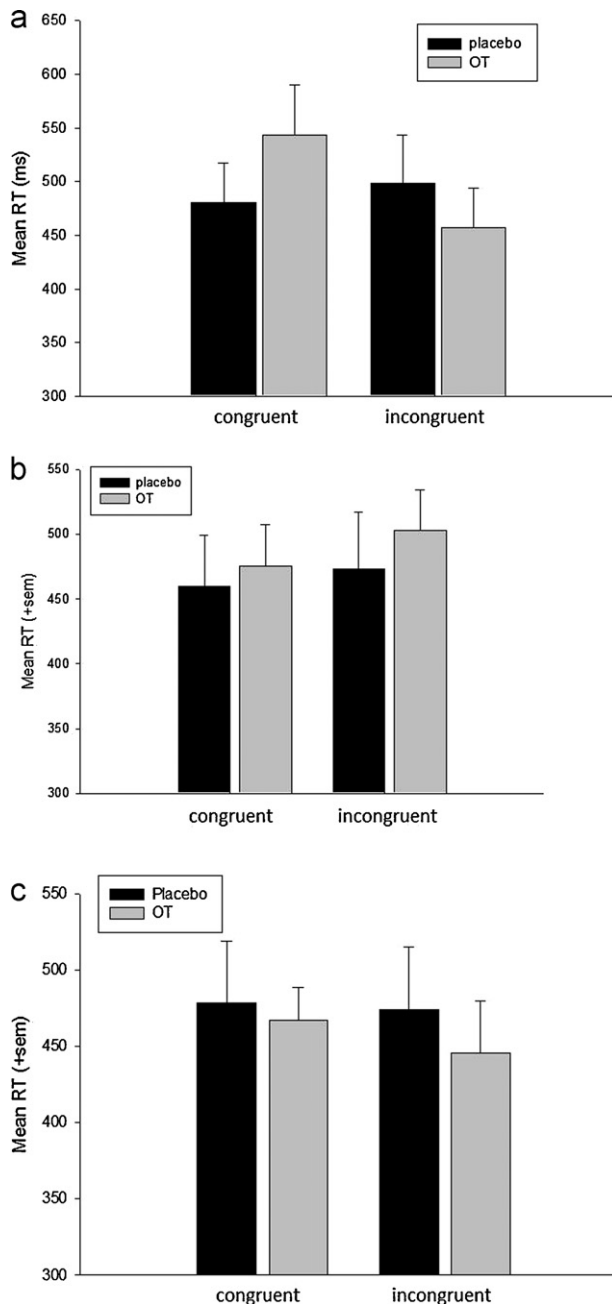 a
650
600
550
500
450
400
350
300
Mean RT (ms)
placebo
OT
congruent incongruent
b
550
500
450
400
350
300
Mean RT (+sem)
placebo
OT
congruent incongruent
c
550
500
450
400
350
300
Mean RT (+sem)
Placebo
OT
congruent incongruent